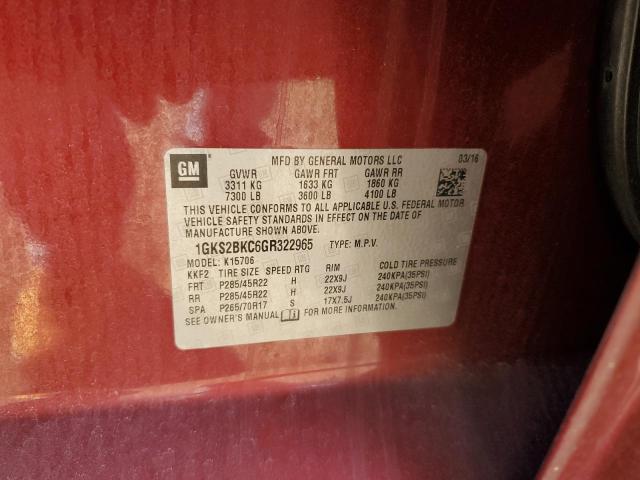 GM
MFD BY GENERAL MOTORS LLC 03/16
GVWR GAWR FRT GAWR RR
3311 KG 1633 KG 1860 KG
7300 LB 3600 LB 4100 LB
THIS VEHICLE CONFORMS TO ALL APPLICABLE U.S. FEDERAL MOTOR
VEHICLE SAFETY STANDARDS IN EFFECT ON THE DATE OF
MANUFACTURE SHOWN ABOVE.
1GKS2BKC6GR322965 TYPE: M.P.V.
MODEL: K15706
KKF2 TIRE SIZE SPEED RTG RIM COLD TIRE PRESSURE
FRT P285/45R22 H 22X9J 240KPA(35PSI)
RR P285/45R22 H 22X9J 240KPA(35PSI)
SPA P265/70R17 S 17X7.5J 240KPA(35PSI)
SEE OWNER'S MANUAL FOR MORE INFORMATION.